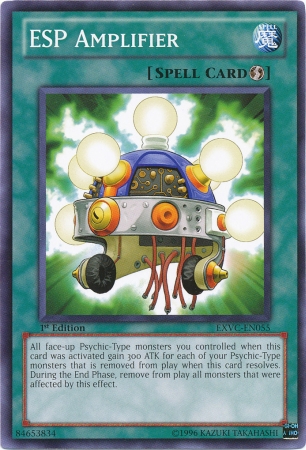 ESP Amplifier
魔
[Spell Card]
1st Edition
EXVC-EN055
All face-up Psychic-Type monsters you controlled when this
card was activated gain 300 ATK for each of your Psychic-Type
monsters that is removed from play when this card resolves.
During the End Phase, remove from play all monsters that were
affected by this effect.
84653834
©1996 KAZUKI TAKAHASHI